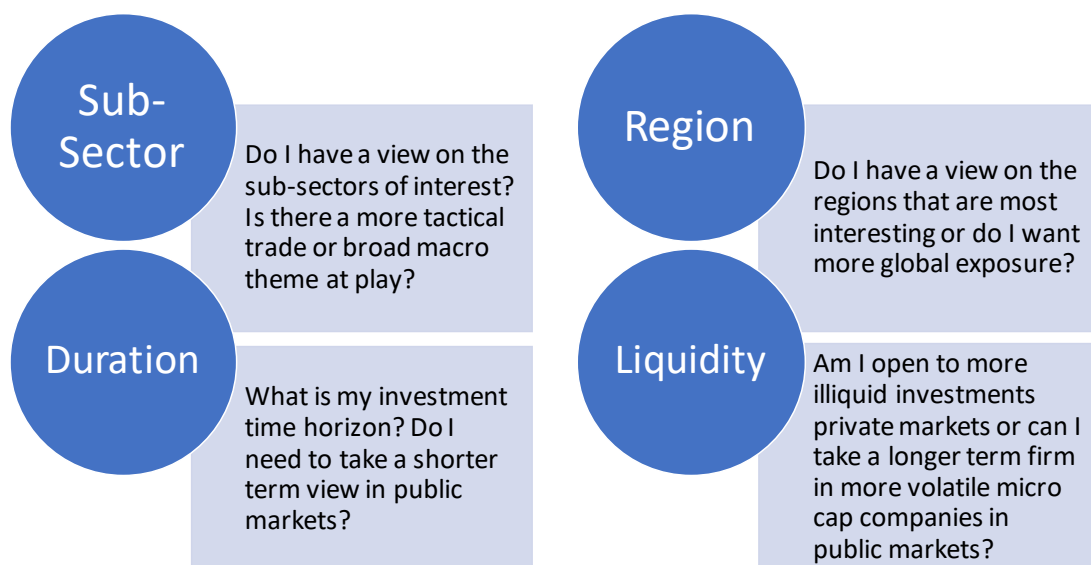 Sub-
Sector
Do I have a view on the
sub-sectors of interest?
Is there a more tactical
trade or broad macro
theme at play?
Duration
What is my investment
time horizon? Do I
need to take a shorter
term view in public
markets?
Region
Do I have a view on the
regions that are most
interesting or do I want
more global exposure?
Liquidity
Am I open to more
illiquid investments
private markets or can I
take a longer term firm
in more volatile micro
cap companies in
public markets?